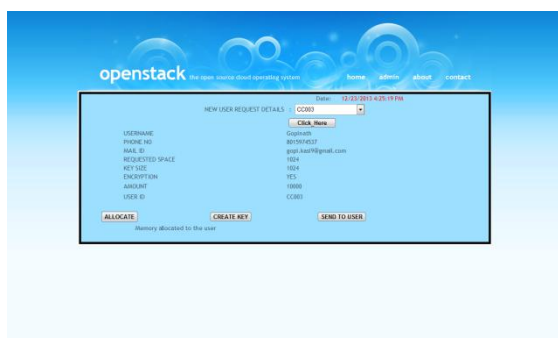 openstack the open source cloud operating system
home admin about contact
Date: 12/23/2013 4:25:19 PM
NEW USER REQUEST DETAILS : CC003
Click_Here
USERNAME Gopinath
PHONE NO 8015974537
MAIL ID gopi.kasi9@gmail.com
REQUESTED SPACE 1024
KEY SIZE 1024
ENCRYPTION YES
AMOUNT 10000
USER ID CC003
ALLOCATE CREATE KEY SEND TO USER
Memory allocated to the user